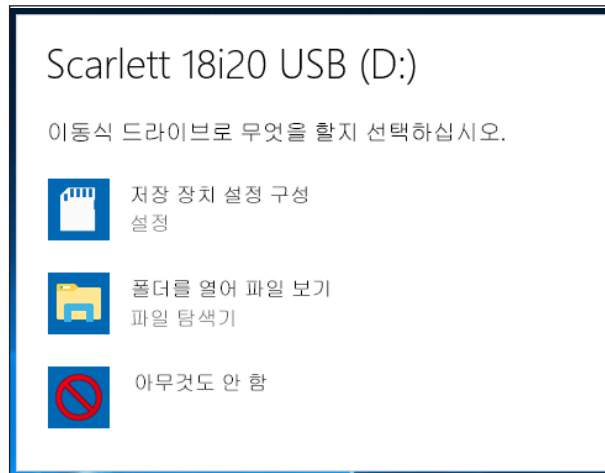 Scarlett 18i20 USB (D:)
이동식 드라이브로 무엇을 할지 선택하십시오.
저장 장치 설정 구성
설정
폴더를 열어 파일 보기
파일 탐색기
아무것도 안 함